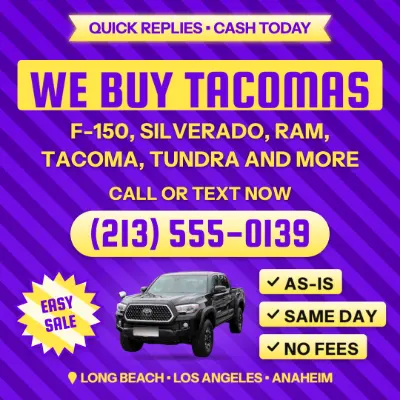 QUICK REPLIES • CASH TODAY
WE BUY TACOMAS
F-150, SILVERADO, RAM,
TACOMA, TUNDRA AND MORE
CALL OR TEXT NOW
(213) 555-0139
EASY
SALE
✓ AS-IS
✓ SAME DAY
✓ NO FEES
LONG BEACH • LOS ANGELES • ANAHEIM